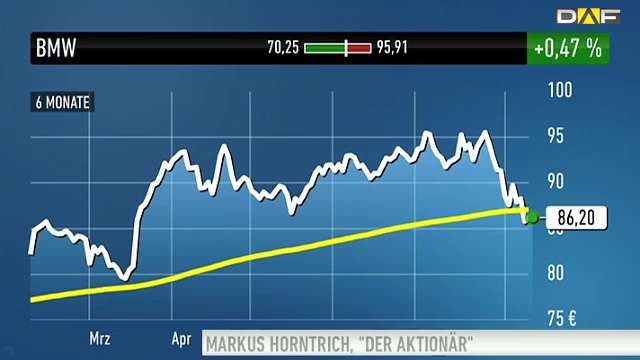 DAF
BMW 70,25 95,91 +0,47 %
6 MONATE
100
95
90
86,20
80
75 €
Mrz Apr
MARKUS HORNTRICH, "DER AKTIONÄR"